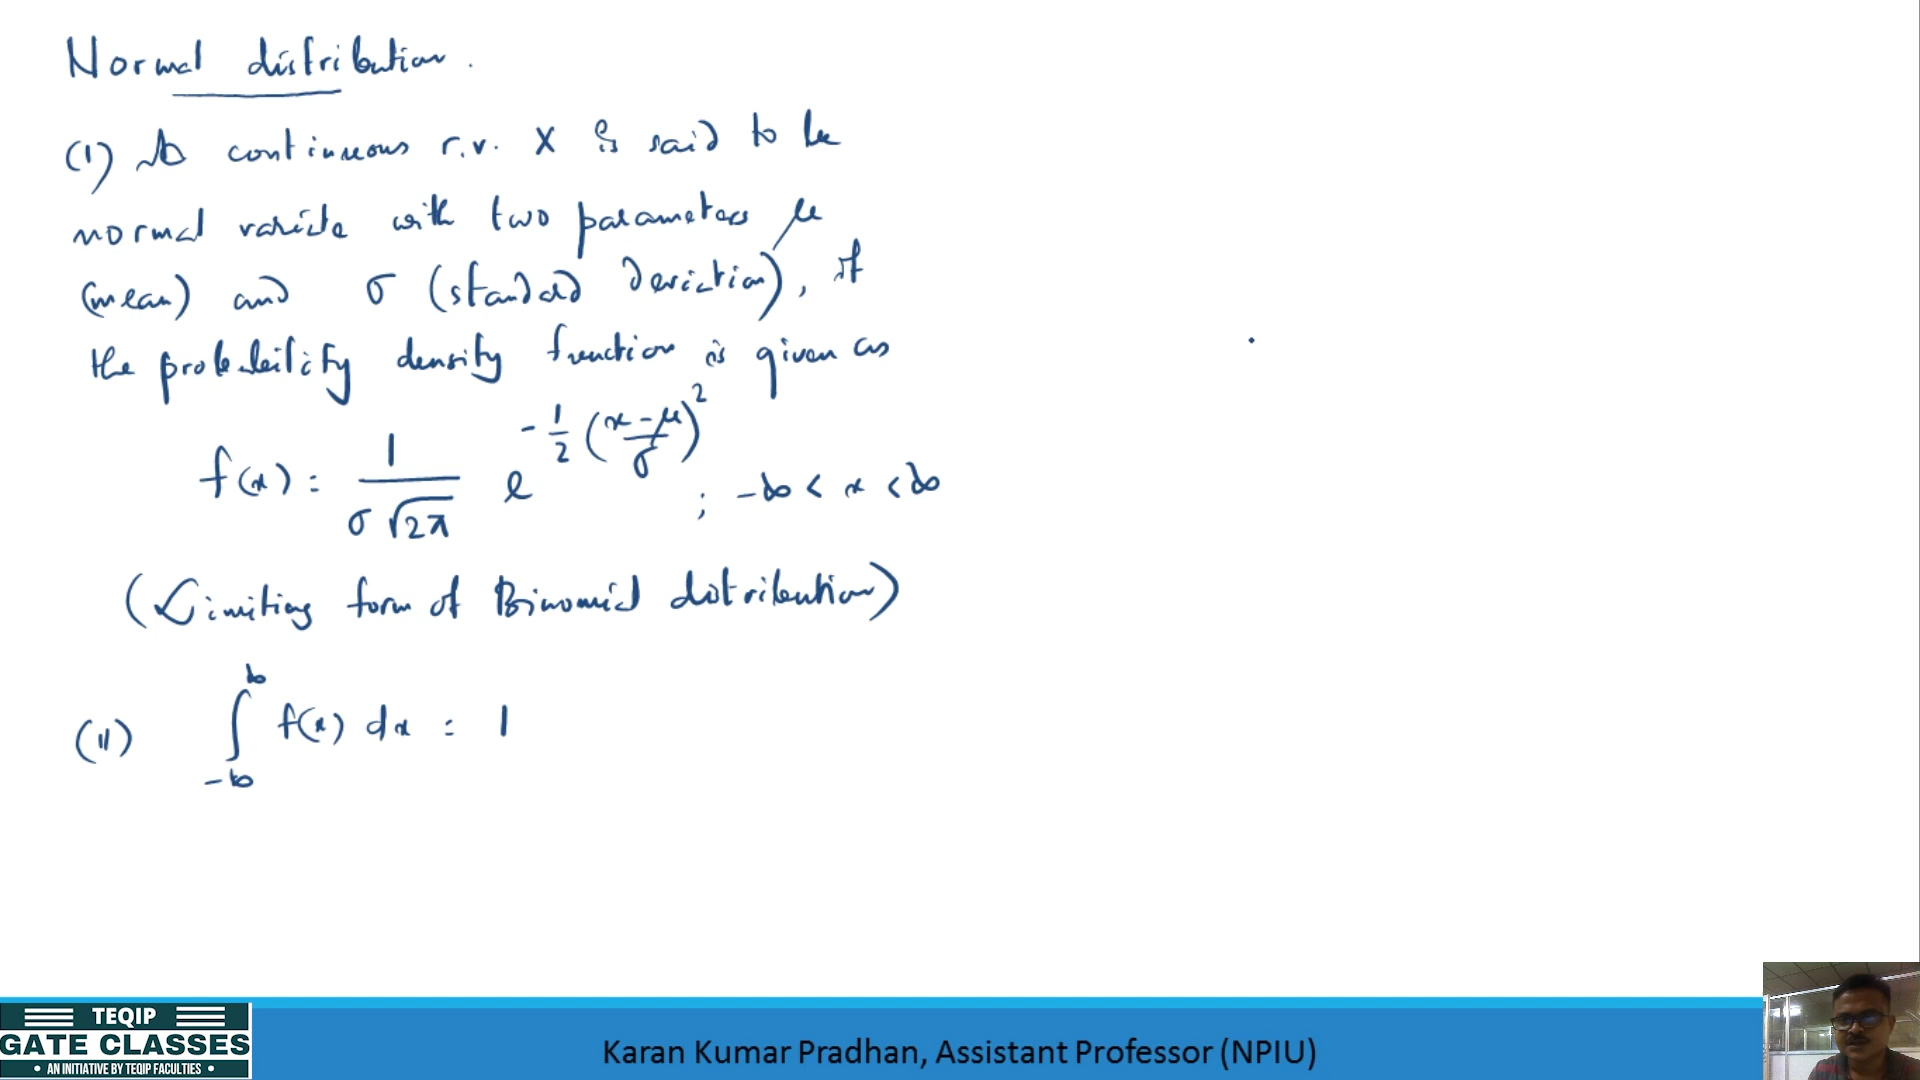 Normal distribution.
(i) A continuous r.v. X is said to be
normal variate with two parameters μ
(mean) and σ (standard deviation), if
the probability density function is given as
f(x) = 1/(σ√2π) e^{-1/2 ((x-μ)/σ)^2} ; -∞ < x < ∞
(Limiting form of Binomial distribution)
(ii) ∫_{-∞}^{∞} f(x) dx = 1
TEQIP
GATE CLASSES
• AN INITIATIVE BY TEQIP FACULTIES •
Karan Kumar Pradhan, Assistant Professor (NPIU)